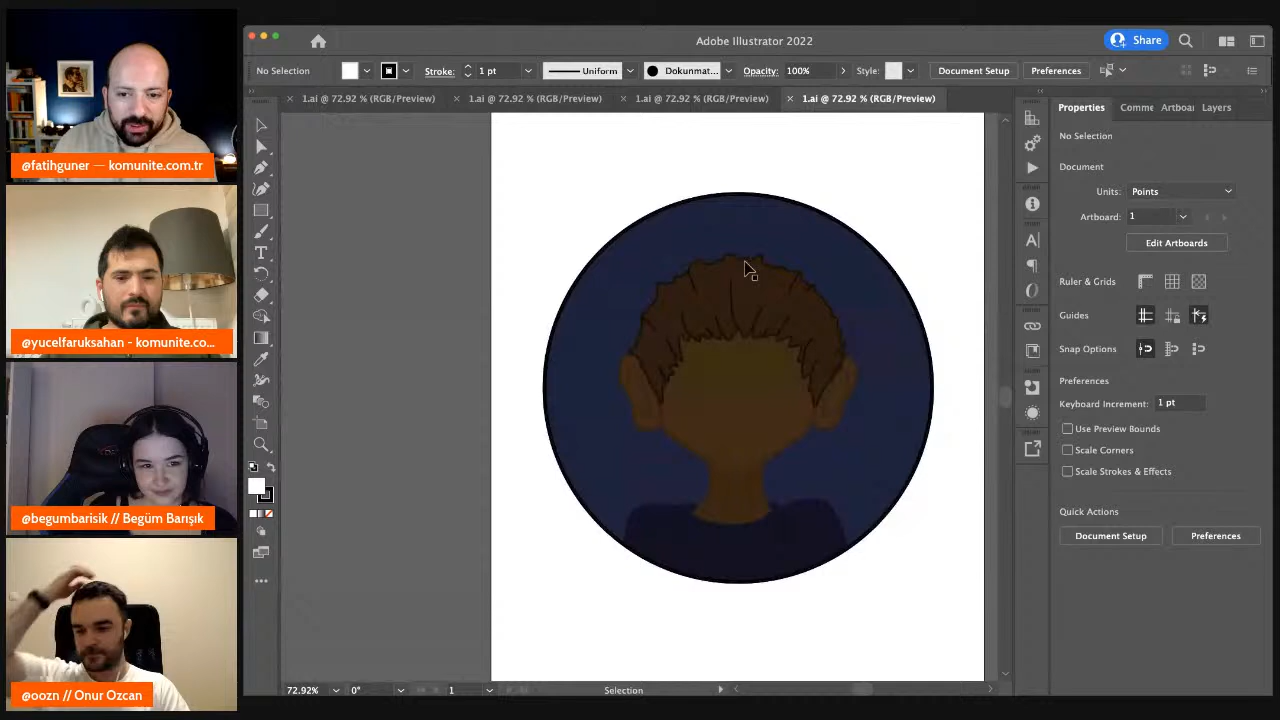 @fatihguner — komunite.com.tr
@yucelfaruksahan - komunite.co...
@begumbarisik // Begüm Barışık
@oozn // Onur Ozcan
Adobe Illustrator 2022
Share
No Selection
Stroke:
1 pt
Uniform
Dokunmat...
Opacity:
100%
Style:
Document Setup
Preferences
1.ai @ 72.92 % (RGB/Preview)
1.ai @ 72.92 % (RGB/Preview)
1.ai @ 72.92 % (RGB/Preview)
1.ai @ 72.92 % (RGB/Preview)
Properties
Comme
Artboar
Layers
No Selection
Document
Units:
Points
Artboard:
1
Edit Artboards
Ruler & Grids
Guides
Snap Options
Preferences
Keyboard Increment:
1 pt
Use Preview Bounds
Scale Corners
Scale Strokes & Effects
Quick Actions
Document Setup
Preferences
72.92%
0°
1
Selection